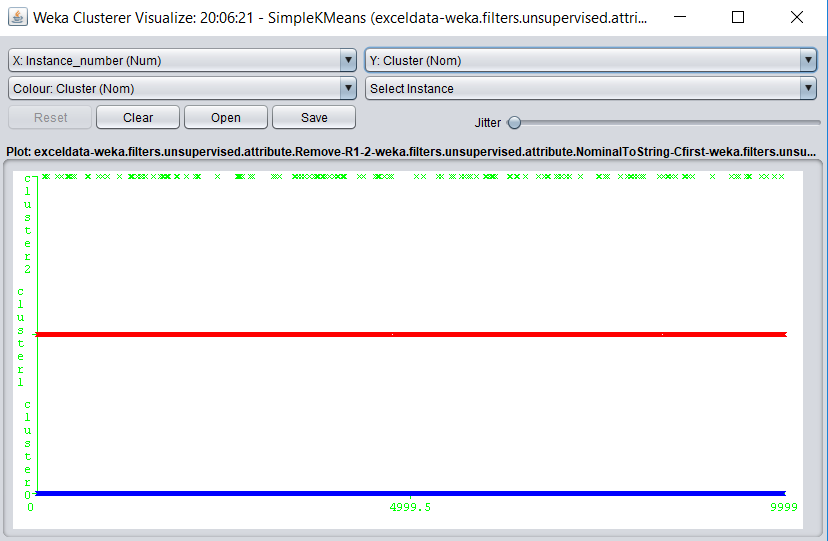 Weka Clusterer Visualize: 20:06:21 - SimpleKMeans (exceldata-weka.filters.unsupervised.attri...
X: Instance_number (Num)
Y: Cluster (Nom)
Colour: Cluster (Nom)
Select Instance
Reset
Clear
Open
Save
Jitter
Plot: exceldata-weka.filters.unsupervised.attribute.Remove-R1-2-weka.filters.unsupervised.attribute.NominalToString-Cfirst-weka.filters.unsu...
cluster2
cluster1
cluster0
0
4999.5
9999